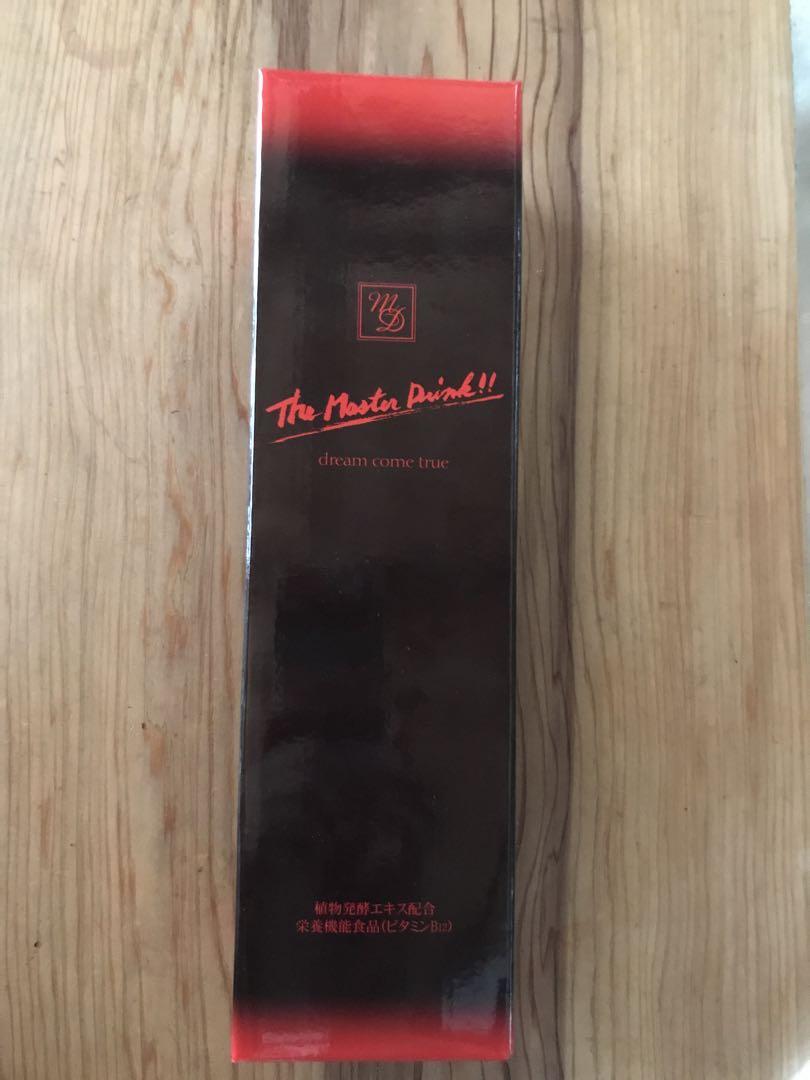 MD
The Master Drink!!
dream come true
植物発酵エキス配合
栄養機能食品(ビタミンB12)